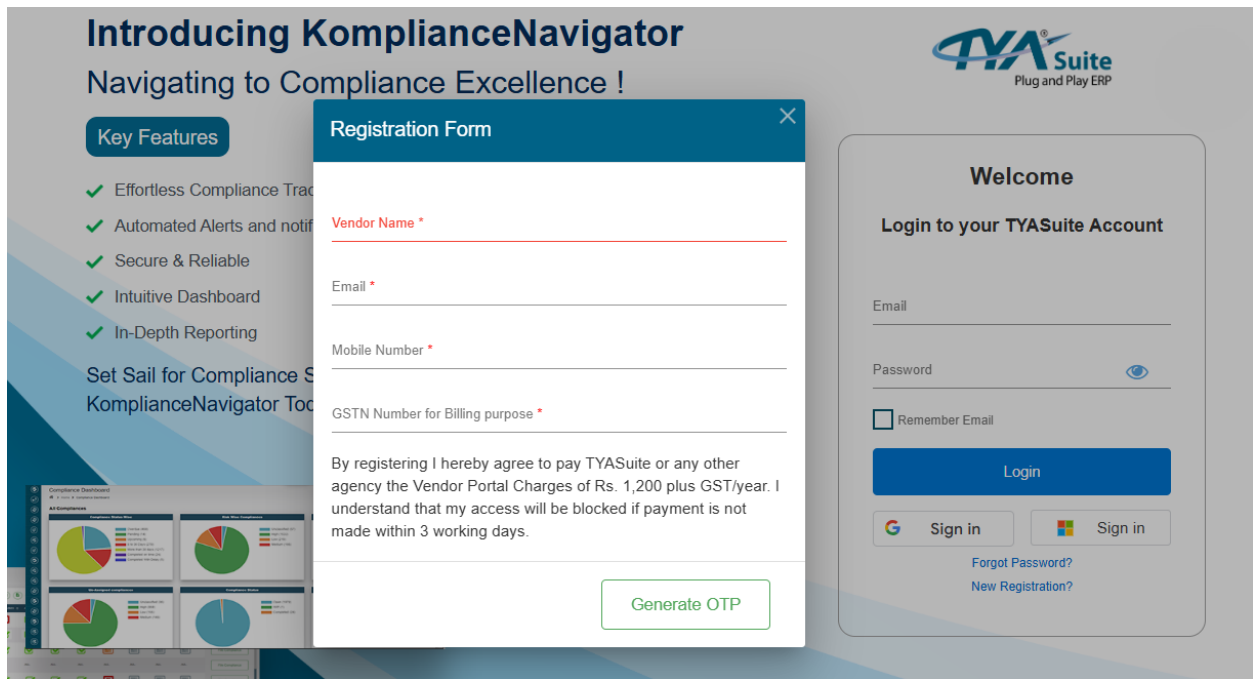 Introducing KomplianceNavigator
Navigating to Compliance Excellence !
Key Features
Effortless Compliance Trac
Automated Alerts and notif
Secure & Reliable
Intuitive Dashboard
In-Depth Reporting
Set Sail for Compliance S
KomplianceNavigator Too
Compliance Dashboard
All Compliances
Registration Form
Vendor Name *
Email *
Mobile Number *
GSTN Number for Billing purpose *
By registering I hereby agree to pay TYASuite or any other
agency the Vendor Portal Charges of Rs. 1,200 plus GST/year. I
understand that my access will be blocked if payment is not
made within 3 working days.
Generate OTP
TYA® Suite
Plug and Play ERP
Welcome
Login to your TYASuite Account
Email
Password
Remember Email
Login
Sign in
Sign in
Forgot Password?
New Registration?